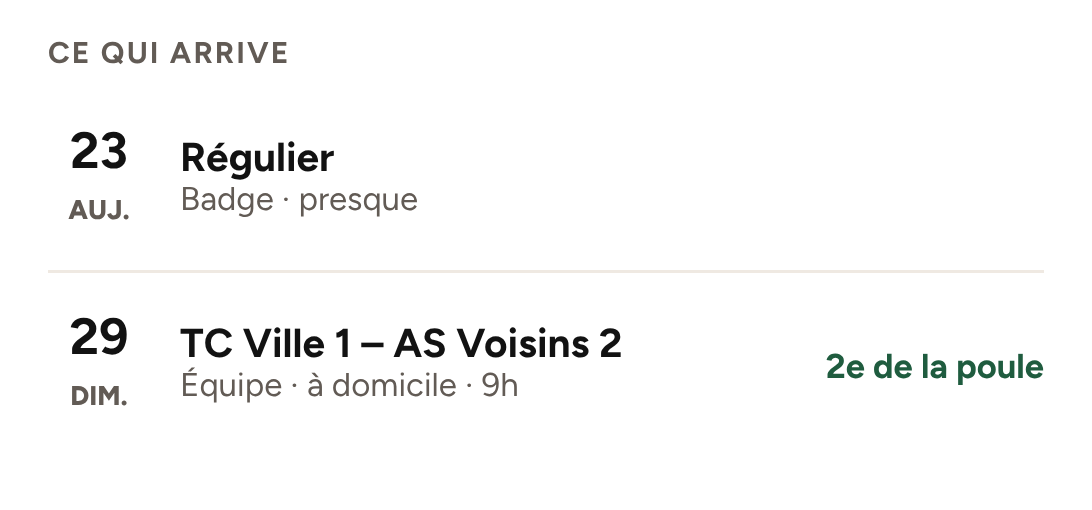 CE QUI ARRIVE
23
AUJ.
Régulier
Badge · presque
29
DIM.
TC Ville 1 – AS Voisins 2
Équipe · à domicile · 9h
2e de la poule